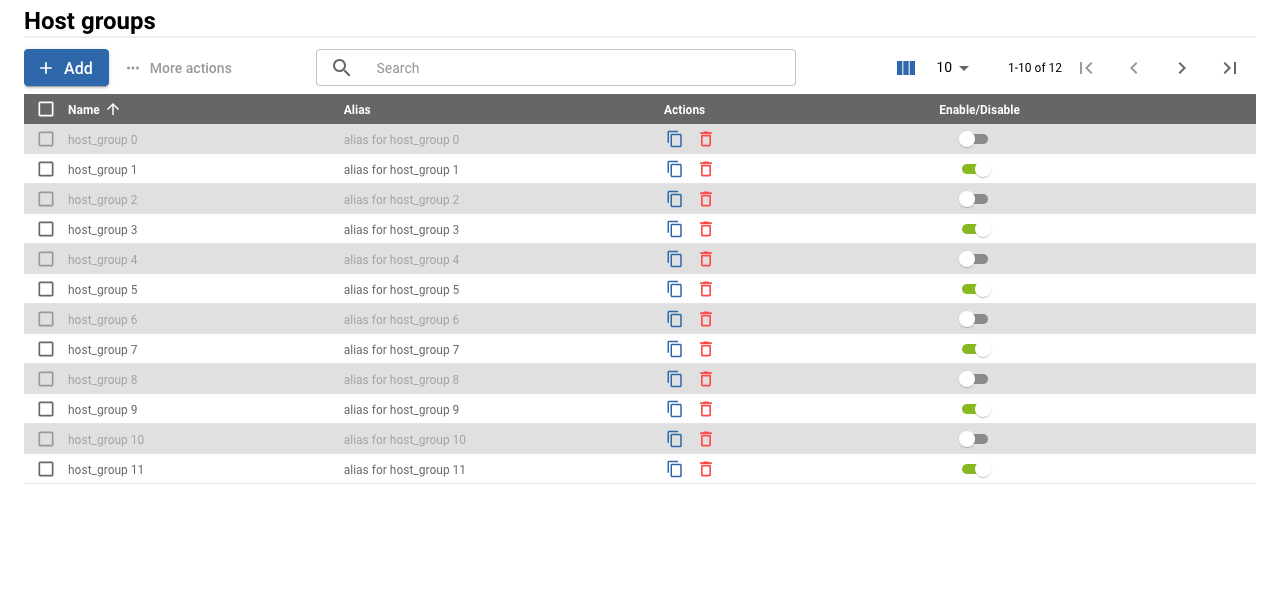 Host groups
Add More actions Search 10 1-10 of 12
Name Alias Actions Enable/Disable
host_group 0 alias for host_group 0
host_group 1 alias for host_group 1
host_group 2 alias for host_group 2
host_group 3 alias for host_group 3
host_group 4 alias for host_group 4
host_group 5 alias for host_group 5
host_group 6 alias for host_group 6
host_group 7 alias for host_group 7
host_group 8 alias for host_group 8
host_group 9 alias for host_group 9
host_group 10 alias for host_group 10
host_group 11 alias for host_group 11